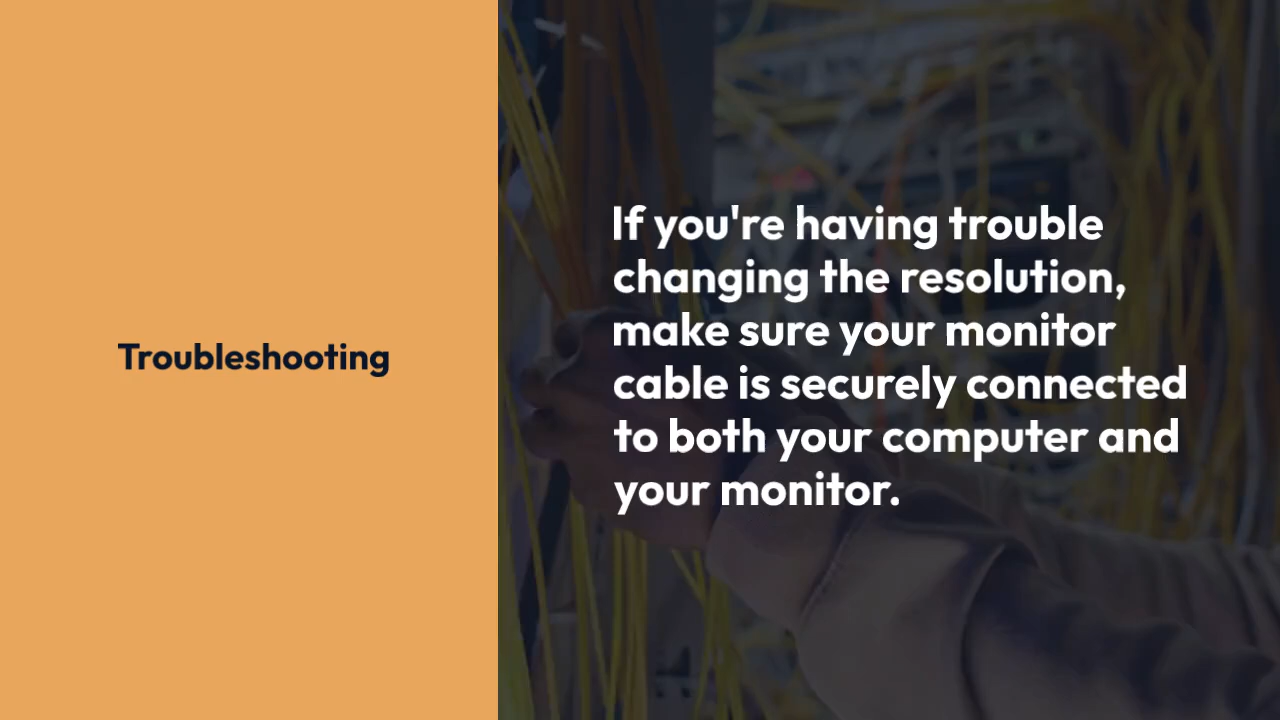 Troubleshooting
If you're having trouble
changing the resolution,
make sure your monitor
cable is securely connected
to both your computer and
your monitor.